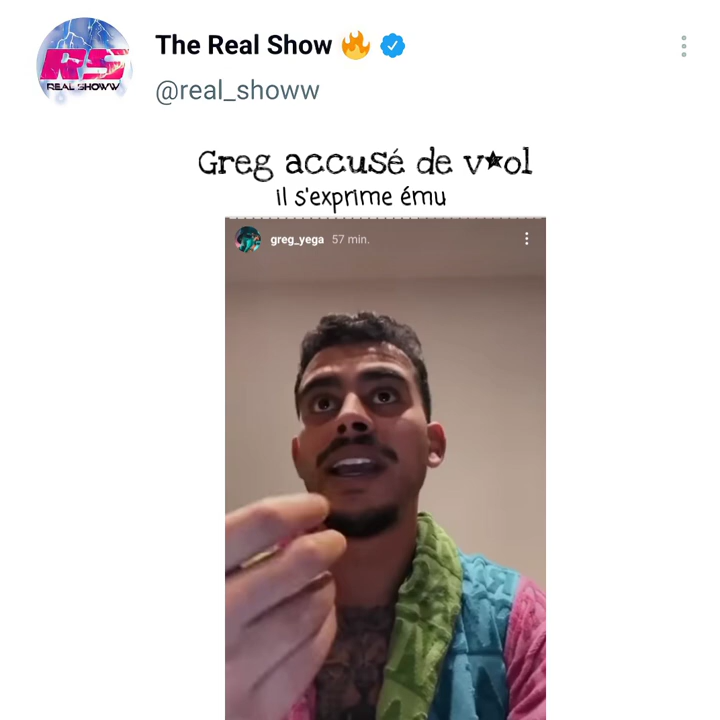 The Real Show 🔥
RS
REAL SHOWW
@real_showw
Greg accusé de v★ol
il s'exprime ému
greg_yega 57 min.